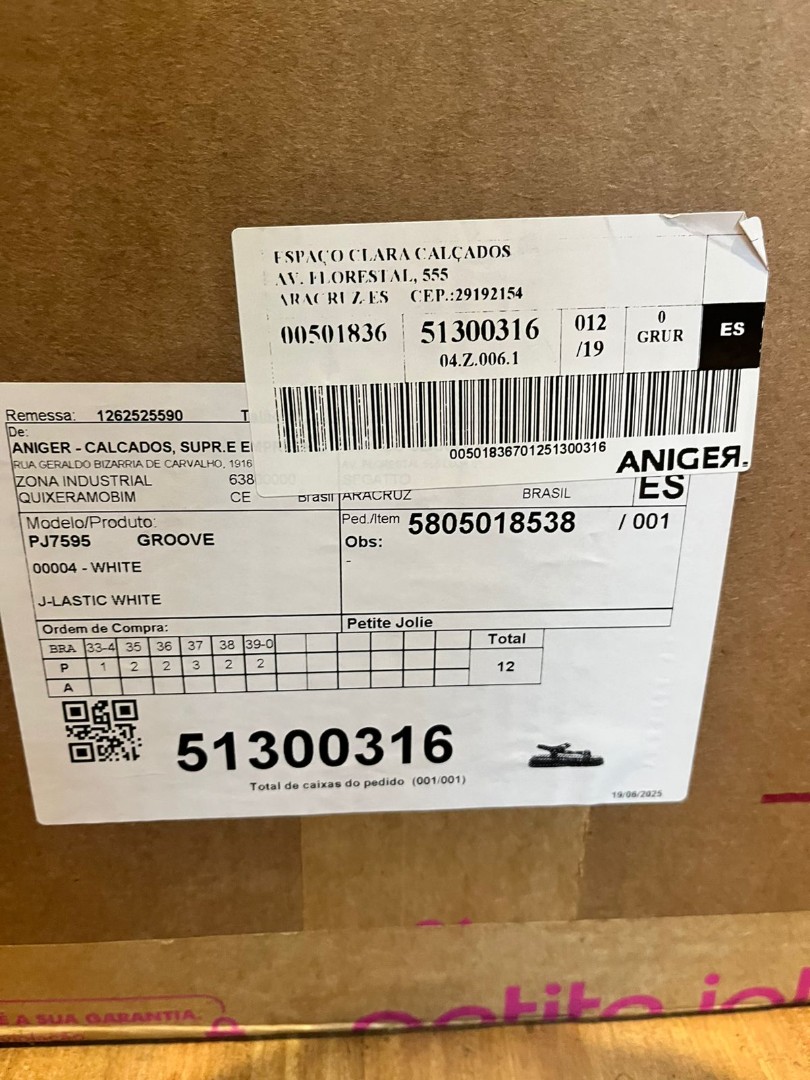 ESPAÇO CLARA CALÇADOS
AV. FLORESTAL, 555
ARACRUZ-ES CEP.:29192154
00501836 51300316 012 /19 0 GRUR ES
04.Z.006.1
00501836701251300316
ANIGER.
Remessa: 1262525590
De:
ANIGER - CALCADOS, SUPR.E
RUA GERALDO BIZARRIA DE CARVALHO, 1916
ZONA INDUSTRIAL
QUIXERAMOBIM CE Brasil ARACRUZ BRASIL ES
Modelo/Produto:
PJ7595 GROOVE
00004 - WHITE
J-LASTIC WHITE
Ped./Item 5805018538 / 001
Obs:
-
Ordem de Compra: Petite Jolie
BRA 33-4 35 36 37 38 39-0 Total
P 1 2 2 3 2 2 12
A
51300316
Total de caixas do pedido (001/001)
19/06/2025
É A SUA GARANTIA.